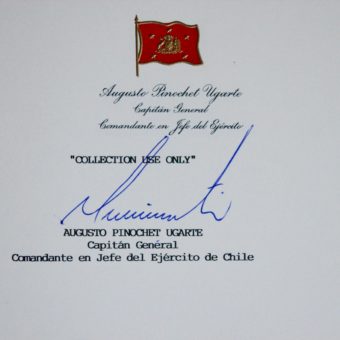 Augusto Pinochet Ugarte
Capitán General
Comandante en Jefe del Ejército
"COLLECTION USE ONLY"
AUGUSTO PINOCHET UGARTE
Capitán Genéral
Comandante en Jefe del Ejército de Chile